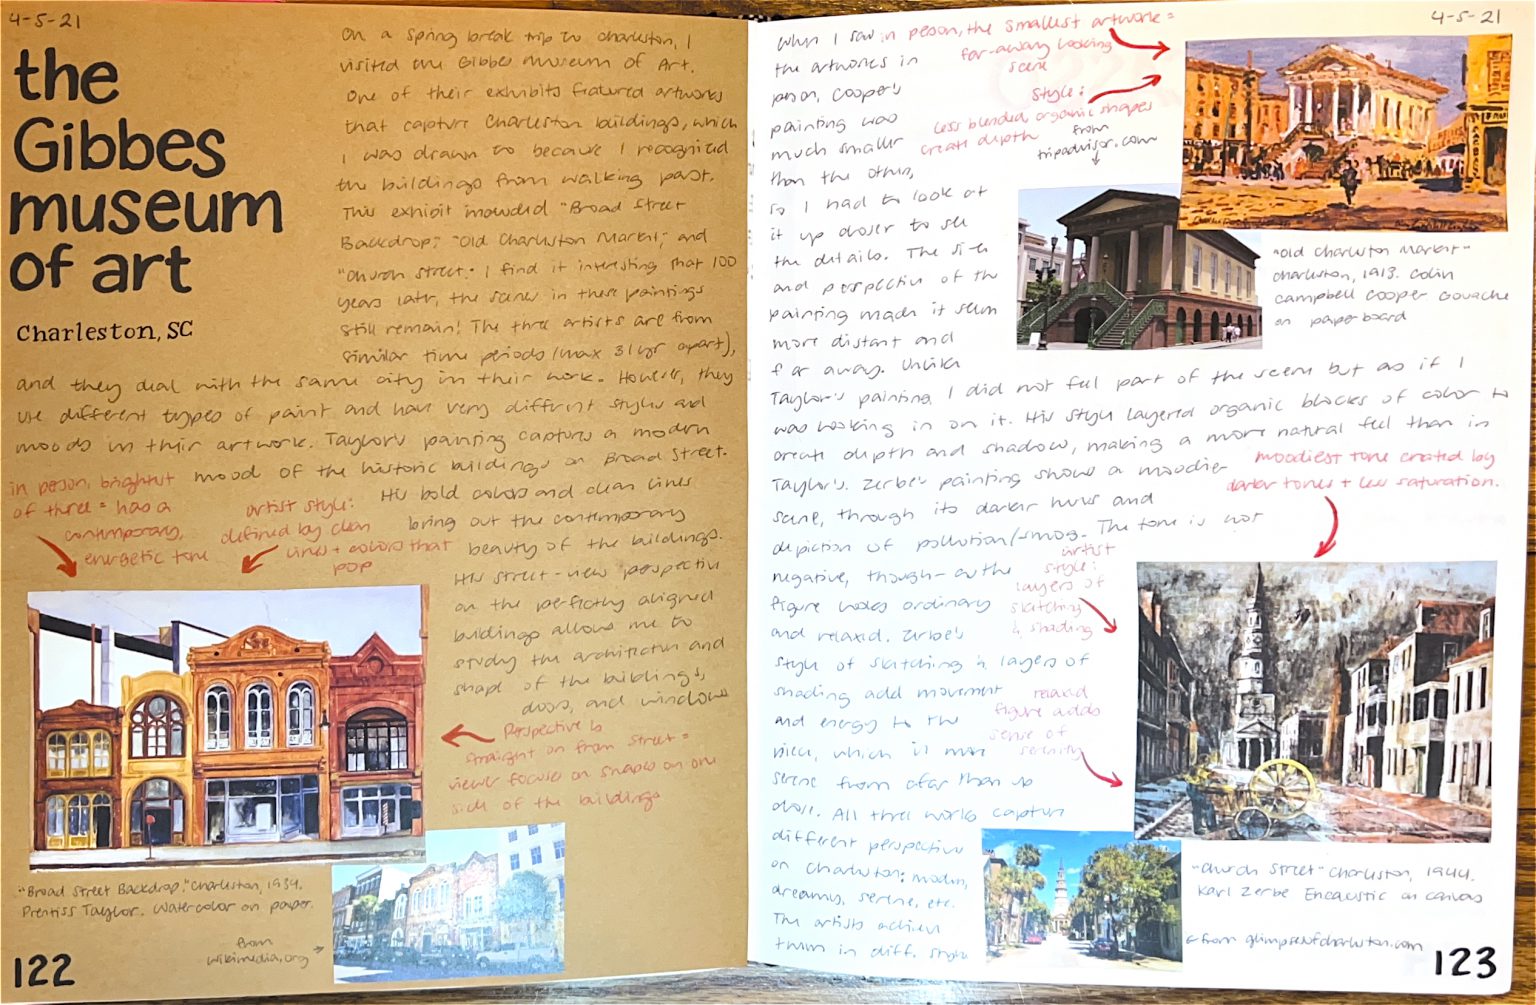 4-5-21
the
Gibbes
museum
of art
Charleston, SC
On a spring break trip to Charleston, I
visited the Gibbes Museum of Art.
One of their exhibits featured artworks
that capture Charleston buildings, which
I was drawn to because I recognized
the buildings from walking past.
This exhibit included "Broad Street
Backdrop," "Old Charleston Market," and
"Church Street." I find it interesting that 100
years later, the scenes in these paintings
still remain! The three artists are from
similar time periods (max 31 yr apart),
and they deal with the same city in their work. However, they
use different types of paint and have very different styles and
moods in their artwork. Taylor's painting captures a modern
mood of the historic buildings on Broad Street.
His bold colors and clean lines
bring out the contemporary
beauty of the buildings.
His street-view perspective
on the perfectly aligned
buildings allows me to
study the architecture and
shape of the buildings,
doors, and windows
in person, brightest
of three = has a
contemporary,
energetic tone
artist style:
defined by clean
lines + colors that
pop
Perspective is
straight on from street =
viewer focuses on shapes on one
side of the buildings
"Broad Street Backdrop," Charleston, 1934.
Prentiss Taylor. Watercolor on paper.
from
wikimedia.org
122
4-5-21
When I saw
the artworks in
person, Cooper's
painting was
much smaller
than the others,
so I had to look at
it up closer to see
the details. The size
and perspective of the
painting made it seem
more distant and
far away. Unlike
Taylor's painting, I did not feel part of the scene but as if I
was looking in on it. His style layered organic blocks of color to
create depth and shadow, making a more natural feel than in
Taylor's. Zerbe's painting shows a moodier
scene, through its darker hues and
depiction of pollution/smog. The tone is not
negative, though - as the
figure looks ordinary
and relaxed. Zerbe's
style of sketching & layers of
shading add movement
and energy to the
piece, which is more
serene from afar than up
close. All three works capture
different perspectives
on Charleston: modern,
dreamy, serene, etc.
The artists achieve
them in diff. style
in person, the smallest artwork =
far-away looking
scene
style:
less blended organic shapes
create depth
from
tripadvisor.com
"Old Charleston Market"
Charleston, 1913. Colin
Campbell Cooper Gouache
on paperboard
moodiest tone created by
darker tones + less saturation.
artist
style:
layers of
sketching
& shading
relaxed
figure adds
sense of
serenity
"Church Street" Charleston, 1944.
Karl Zerbe Encaustic on canvas
from glimpsesofcharleston.com
123